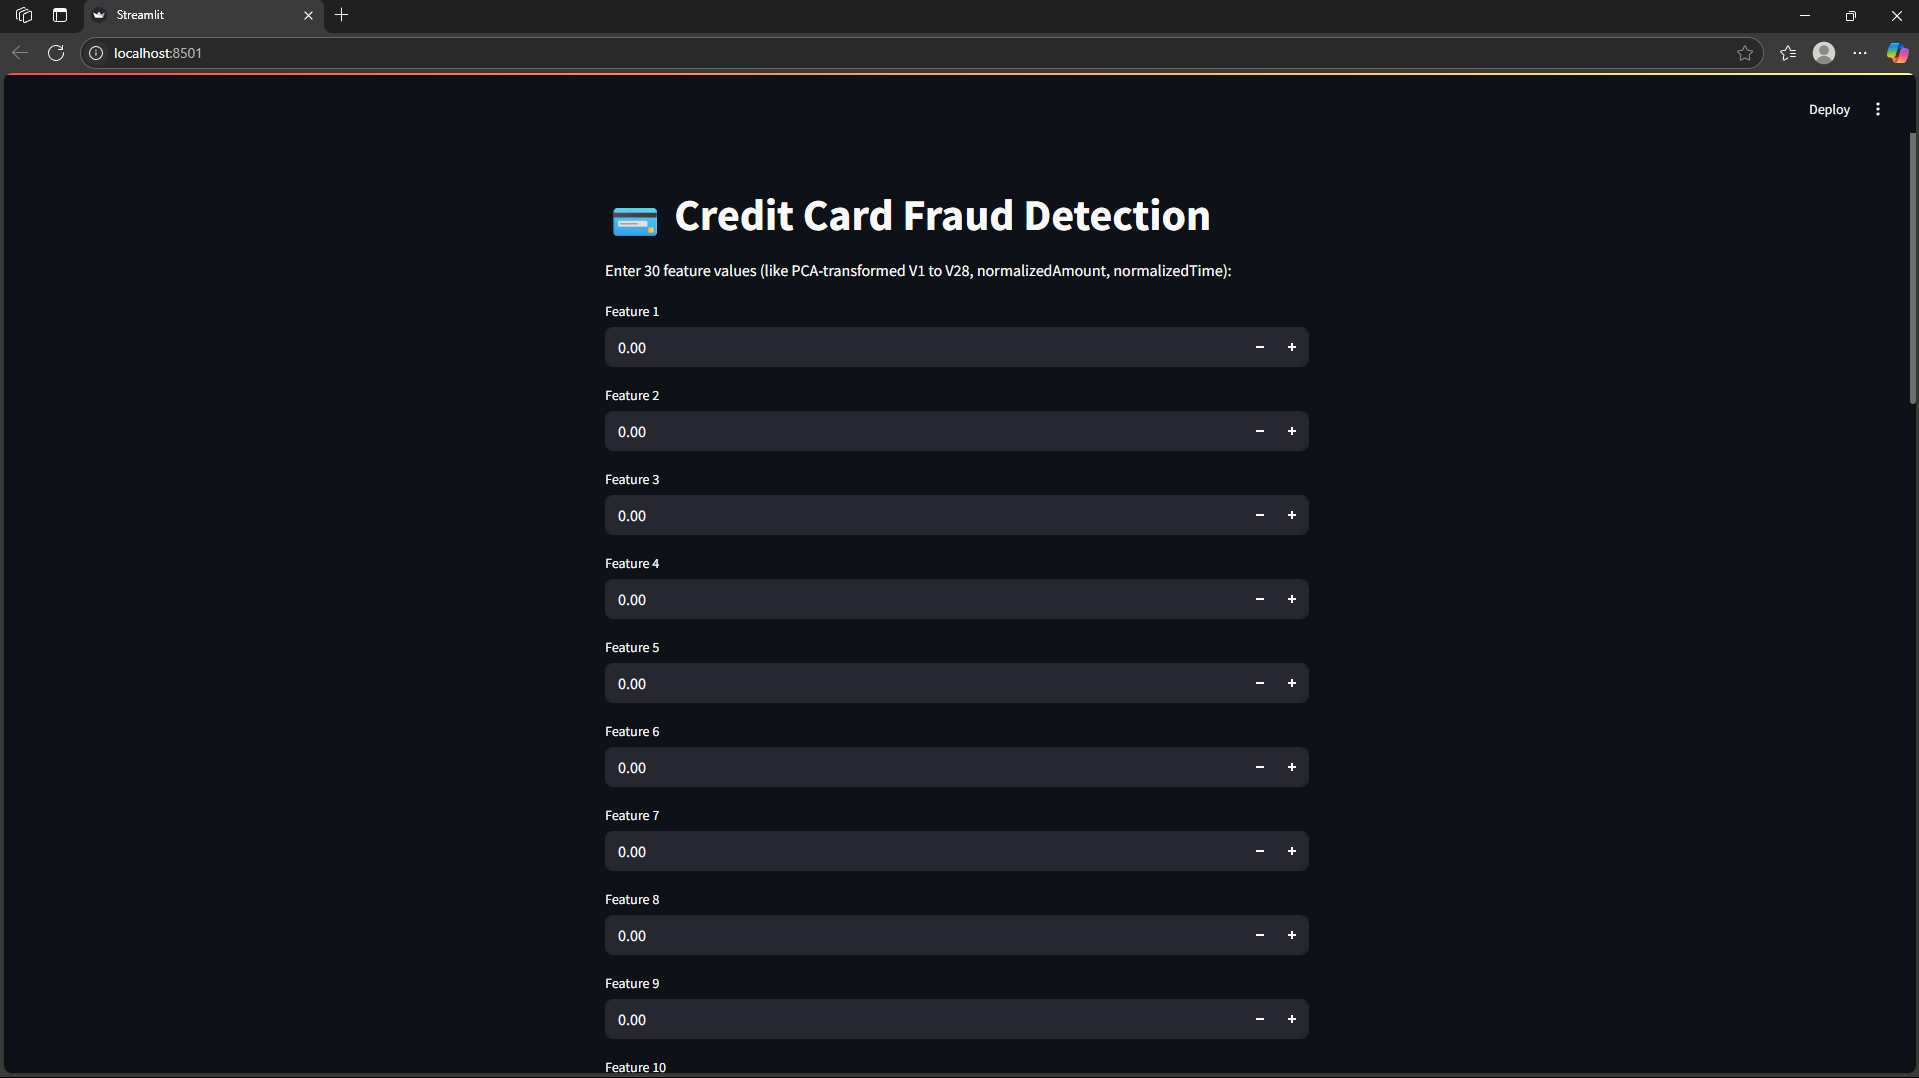 Streamlit
localhost:8501
Deploy
Credit Card Fraud Detection
Enter 30 feature values (like PCA-transformed V1 to V28, normalizedAmount, normalizedTime):
Feature 1
0.00
Feature 2
0.00
Feature 3
0.00
Feature 4
0.00
Feature 5
0.00
Feature 6
0.00
Feature 7
0.00
Feature 8
0.00
Feature 9
0.00
Feature 10